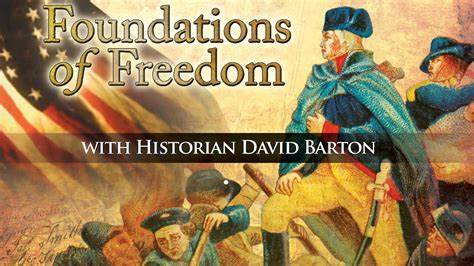 Foundations
of Freedom
WITH HISTORIAN DAVID BARTON